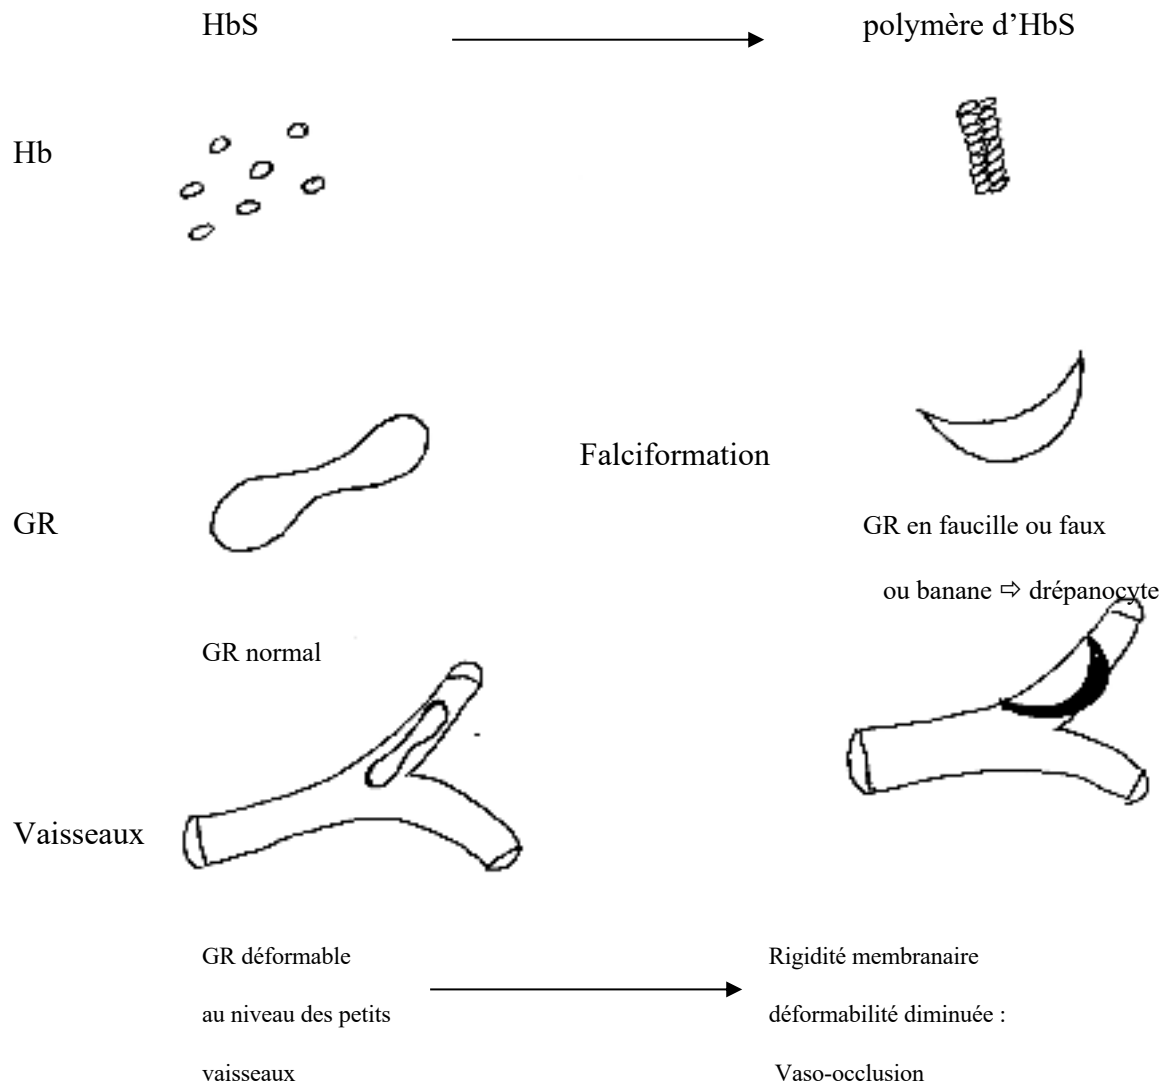 HbS
polymère d’HbS
Hb
Falciformation
GR
GR en faucille ou faux
ou banane ⇨ drépanocyte
GR normal
Vaisseaux
GR déformable
Rigidité membranaire
au niveau des petits
déformabilité diminuée :
vaisseaux
Vaso-occlusion